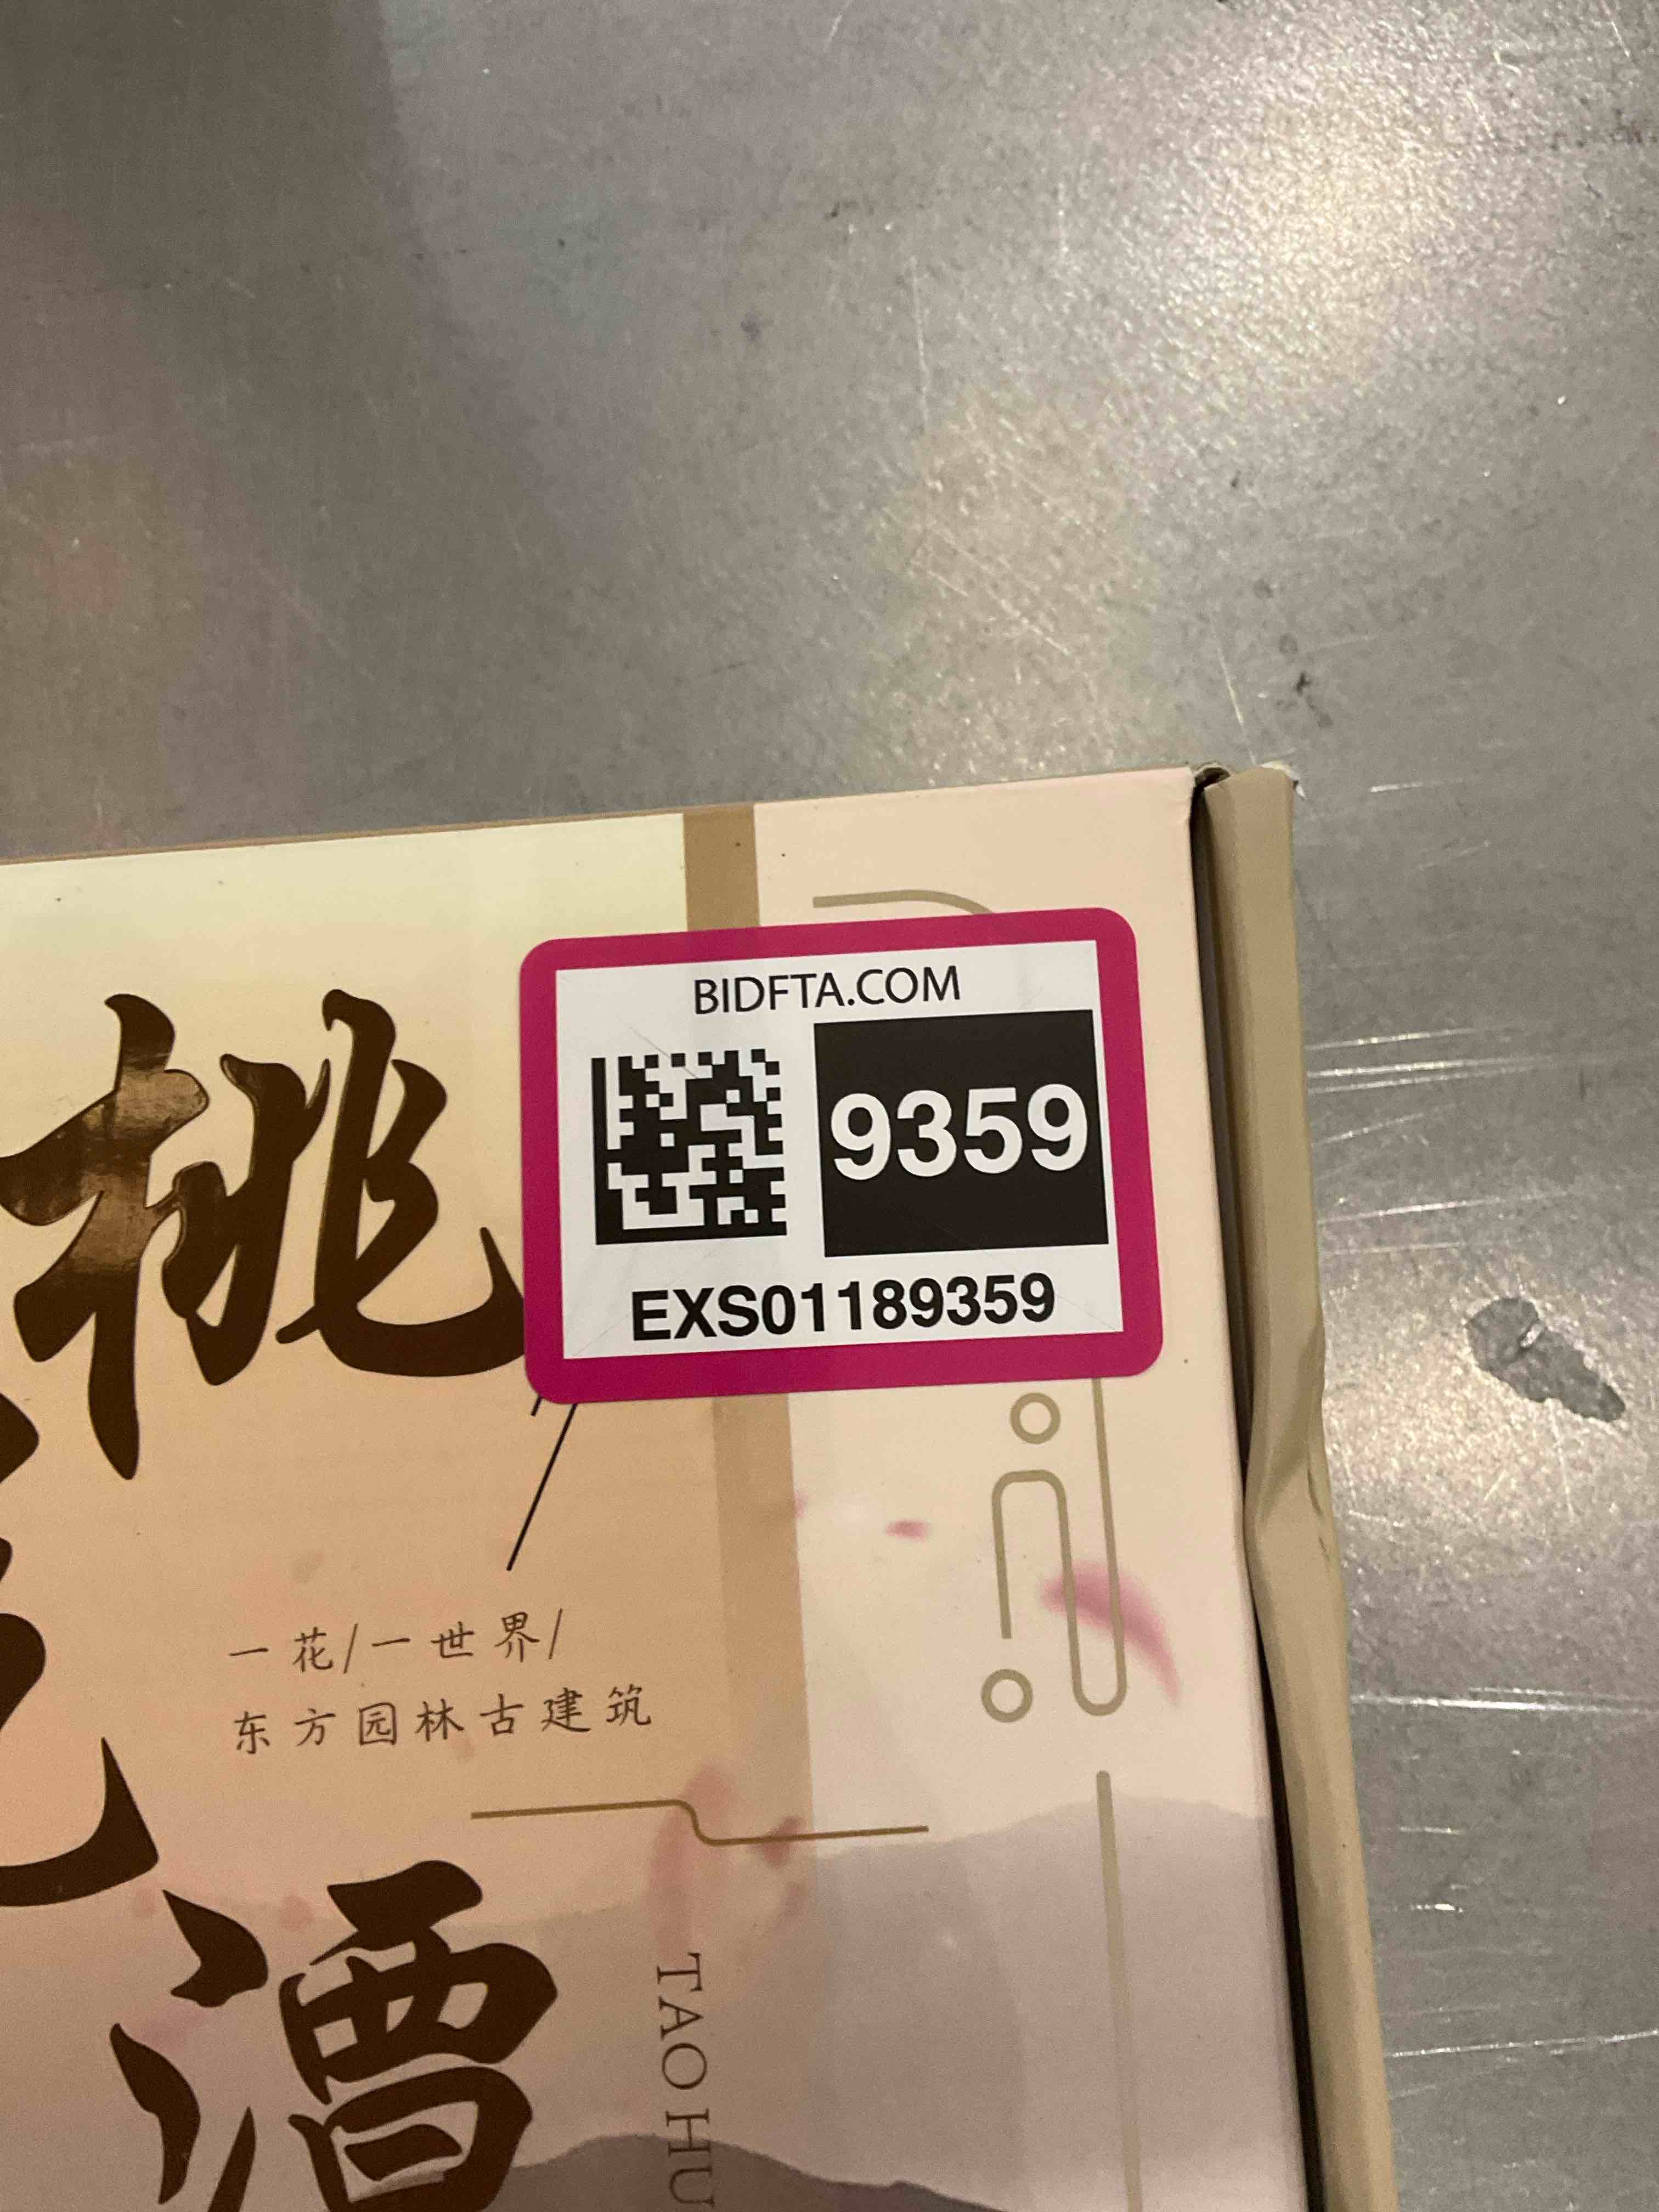 BIDFTA.COM
9359
EXS01189359
桃
一花/一世界/
东方园林古建筑
TAO HU